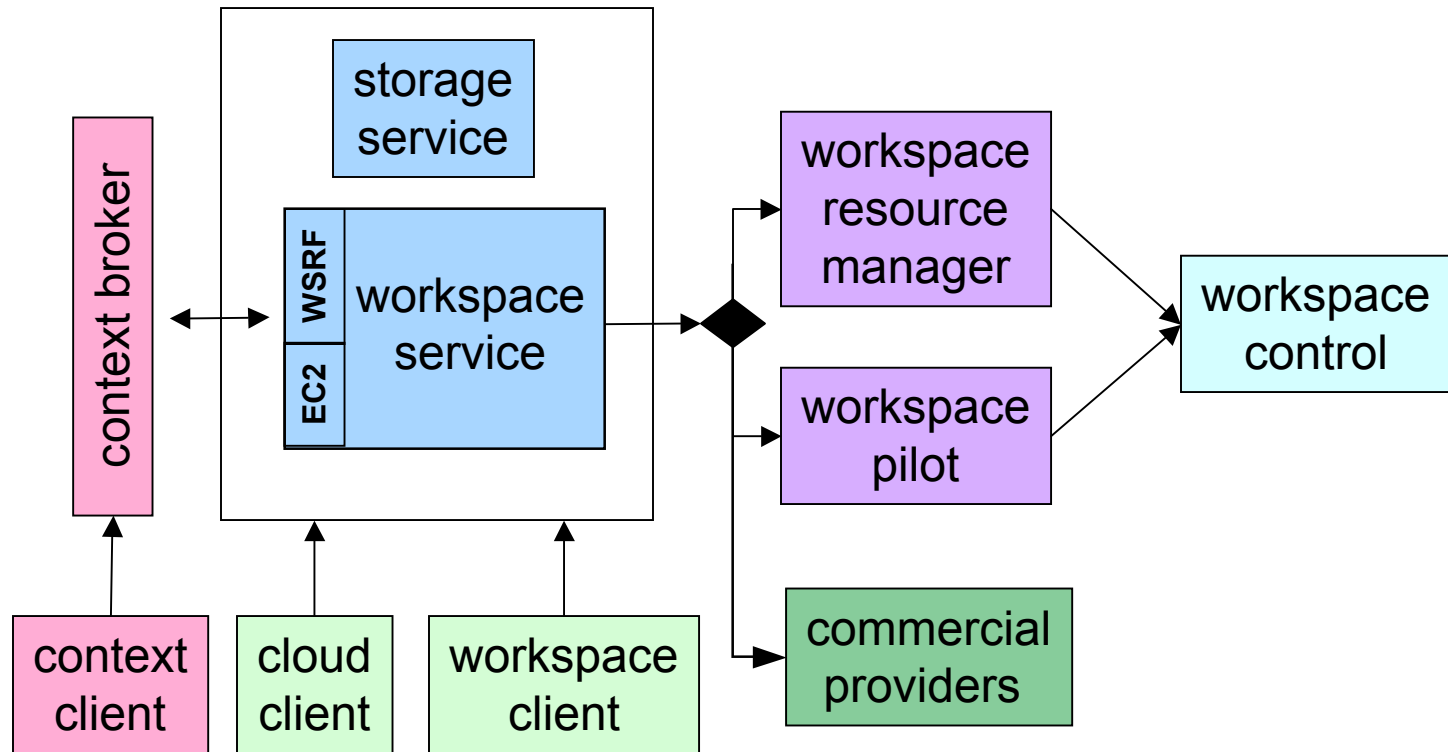 storage
service
context broker
WSRF
EC2
workspace
service
workspace
resource
manager
workspace
pilot
workspace
control
commercial
providers
context
client
cloud
client
workspace
client